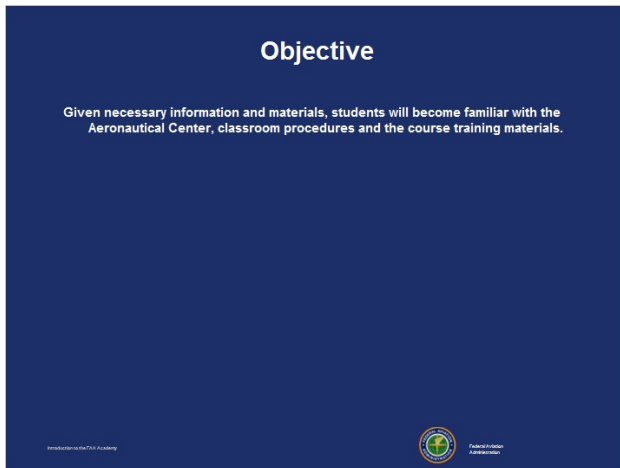 Objective
Given necessary information and materials, students will become familiar with the
Aeronautical Center, classroom procedures and the course training materials.
Introduction to the FAA Academy
Federal Aviation
Administration